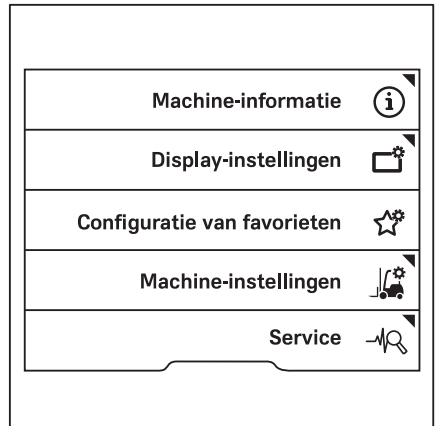 Machine-informatie
Display-instellingen
Configuratie van favorieten
Machine-instellingen
Service